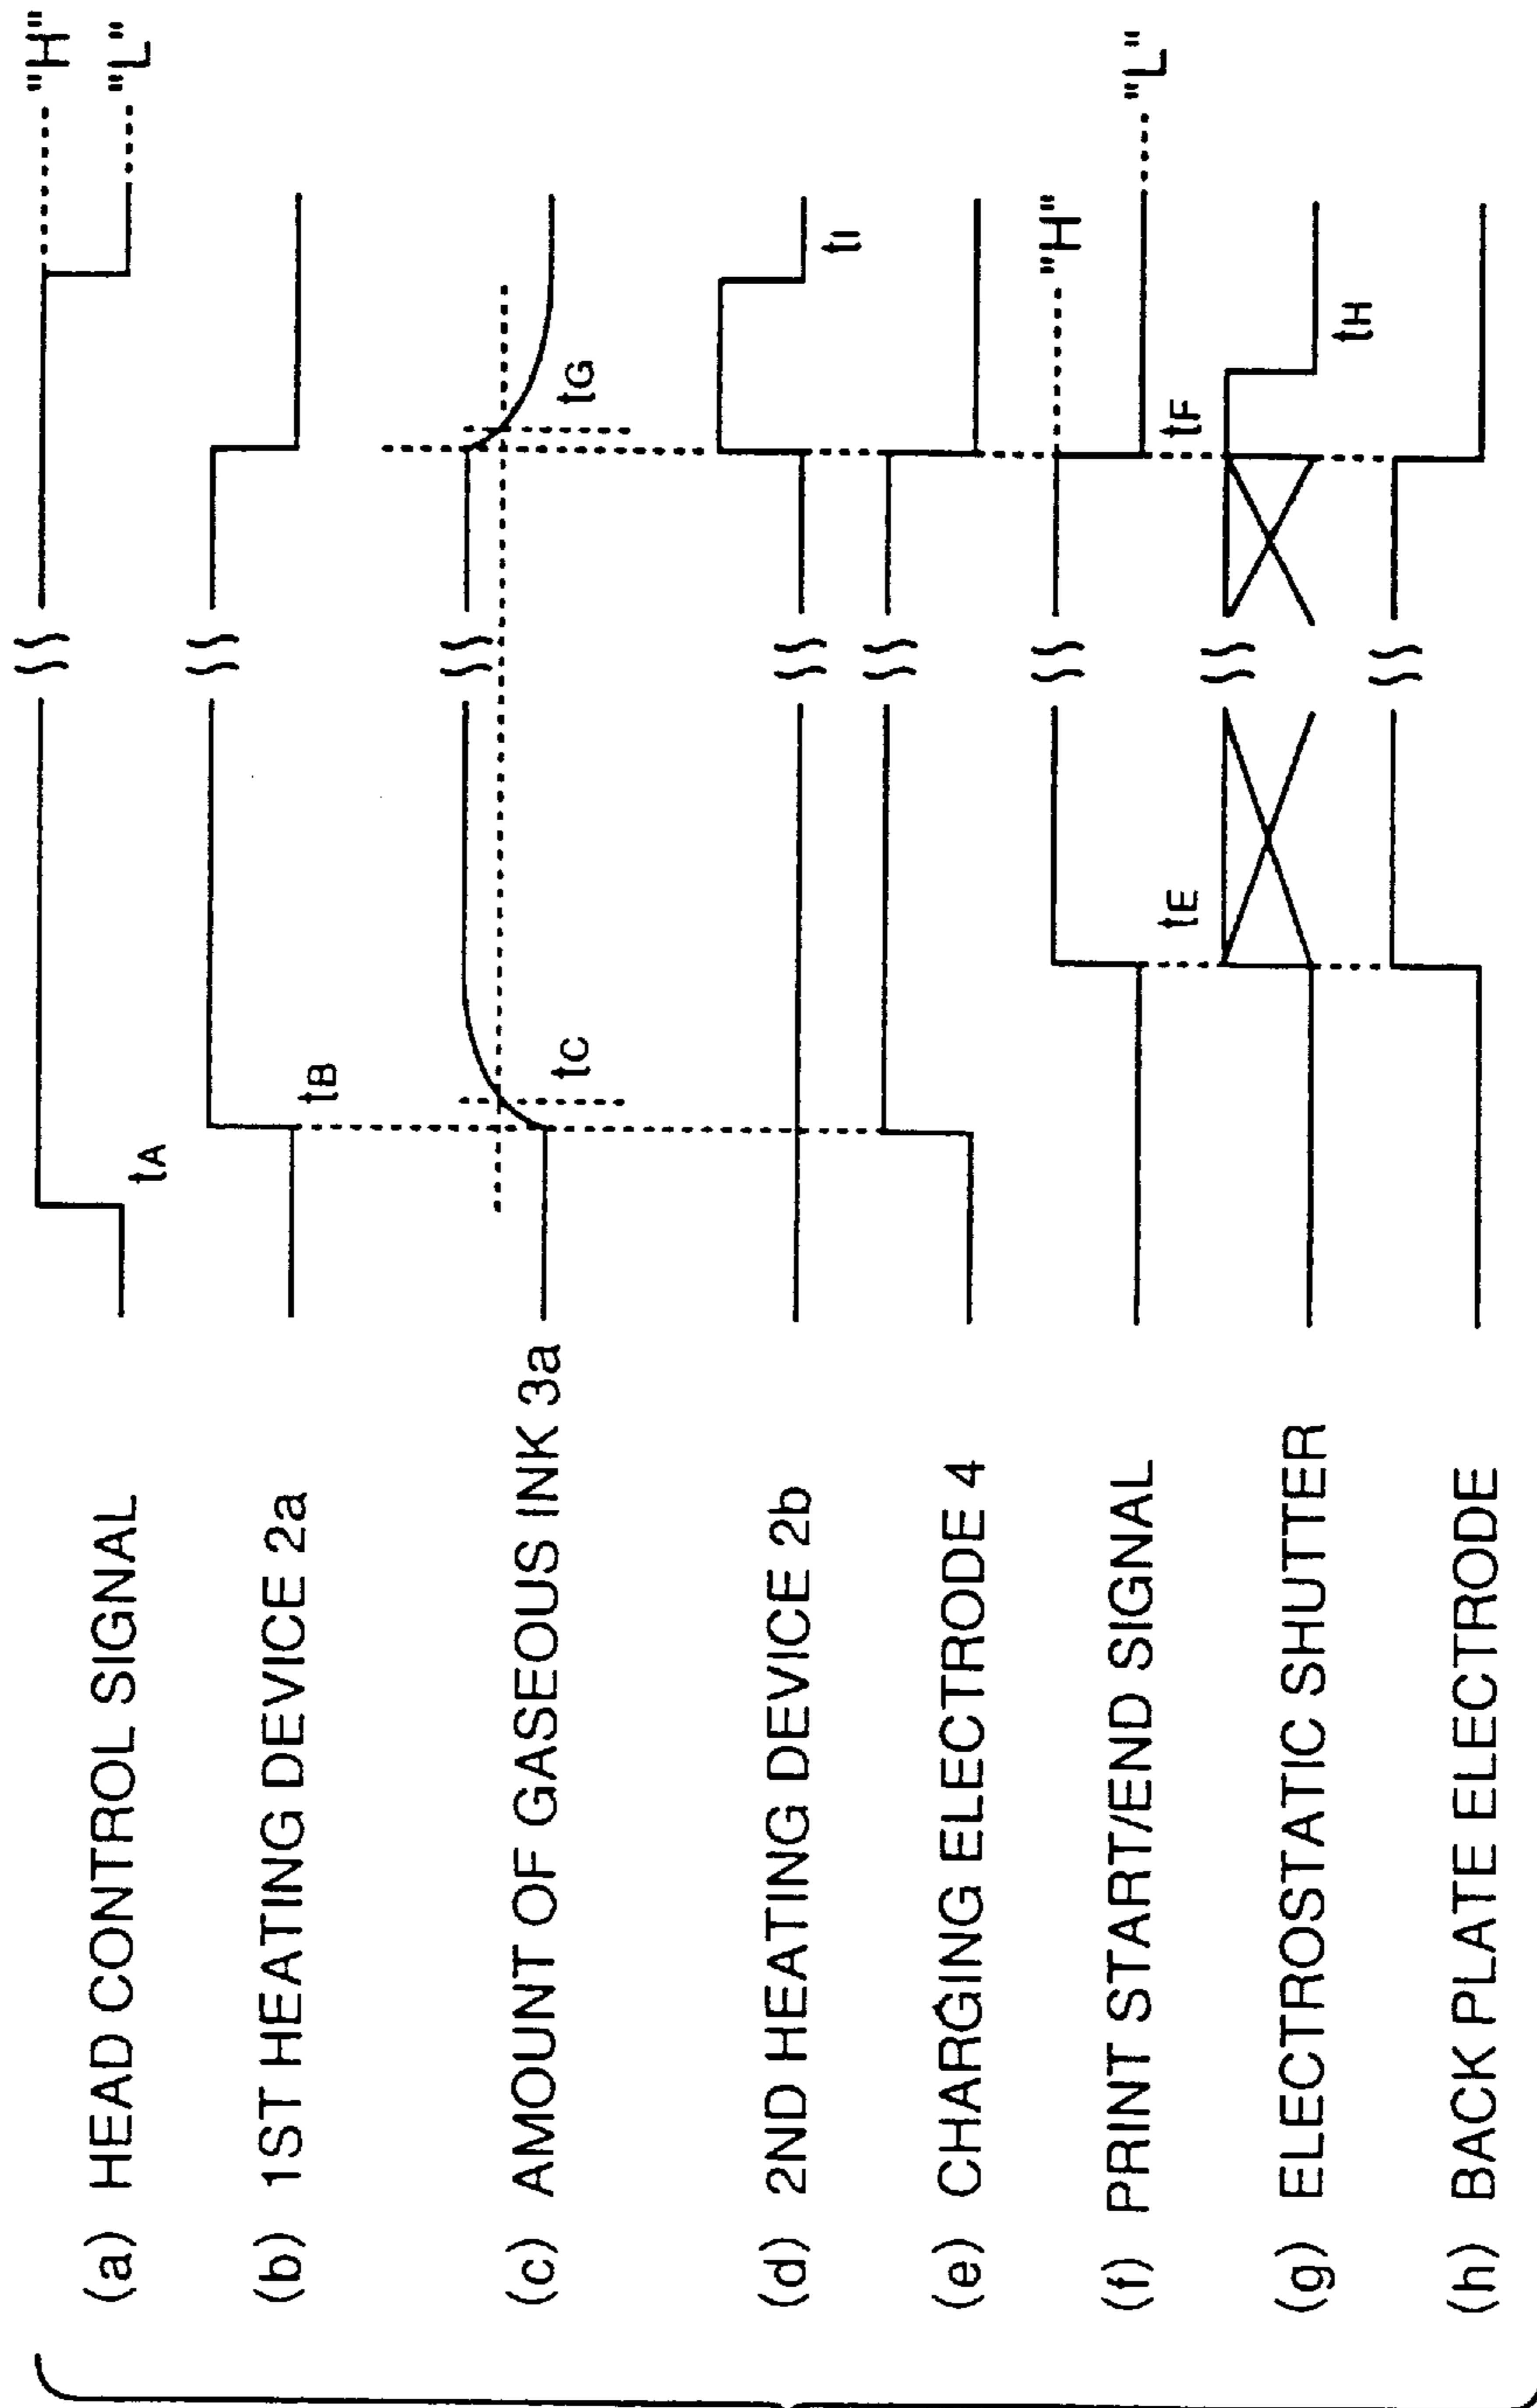 (a) HEAD CONTROL SIGNAL
tA
"H"
"L"
(b) 1ST HEATING DEVICE 2a
tB
(c) AMOUNT OF GASEOUS INK 3a
tC
tG
(d) 2ND HEATING DEVICE 2b
tI
(e) CHARGING ELECTRODE 4
(f) PRINT START/END SIGNAL
tE
tF
"H"
"L"
(g) ELECTROSTATIC SHUTTER
tH
(h) BACK PLATE ELECTRODE